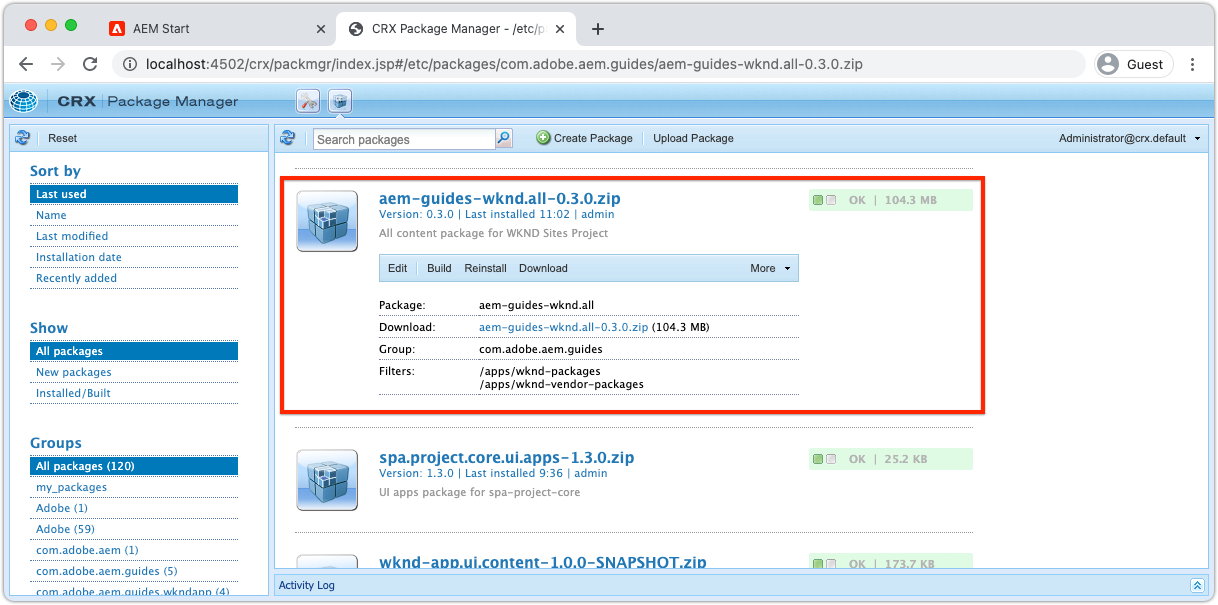 AEM Start
CRX Package Manager - /etc/p
localhost:4502/crx/packmgr/index.jsp#/etc/packages/com.adobe.aem.guides/aem-guides-wknd.all-0.3.0.zip
Guest
CRX Package Manager
Reset
Sort by
Last used
Name
Last modified
Installation date
Recently added
Show
All packages
New packages
Installed/Built
Groups
All packages (120)
my_packages
Adobe (1)
Adobe (59)
com.adobe.aem (1)
com.adobe.aem.guides (5)
com.adobe.aem.guides.wkndapp (4)
Search packages
Create Package
Upload Package
Administrator@crx.default
aem-guides-wknd.all-0.3.0.zip
Version: 0.3.0 | Last installed 11:02 | admin
All content package for WKND Sites Project
OK | 104.3 MB
Edit Build Reinstall Download More
Package: aem-guides-wknd.all
Download: aem-guides-wknd.all-0.3.0.zip (104.3 MB)
Group: com.adobe.aem.guides
Filters: /apps/wknd-packages
/apps/wknd-vendor-packages
spa.project.core.ui.apps-1.3.0.zip
Version: 1.3.0 | Last installed 9:36 | admin
UI apps package for spa-project-core
OK | 25.2 KB
wknd-app.ui.content-1.0.0-SNAPSHOT.zip
OK | 173.7 KB
Activity Log